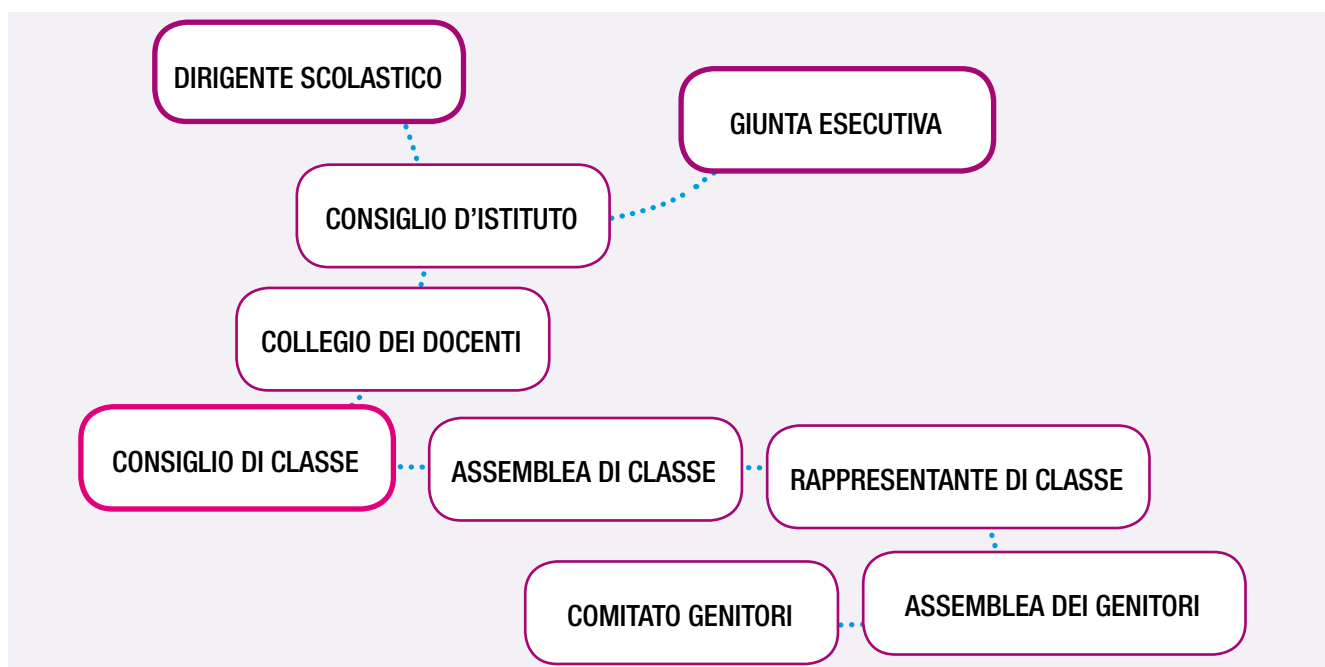 DIRIGENTE SCOLASTICO
GIUNTA ESECUTIVA
CONSIGLIO D'ISTITUTO
COLLEGIO DEI DOCENTI
CONSIGLIO DI CLASSE
ASSEMBLEA DI CLASSE
RAPPRESENTANTE DI CLASSE
COMITATO GENITORI
ASSEMBLEA DEI GENITORI